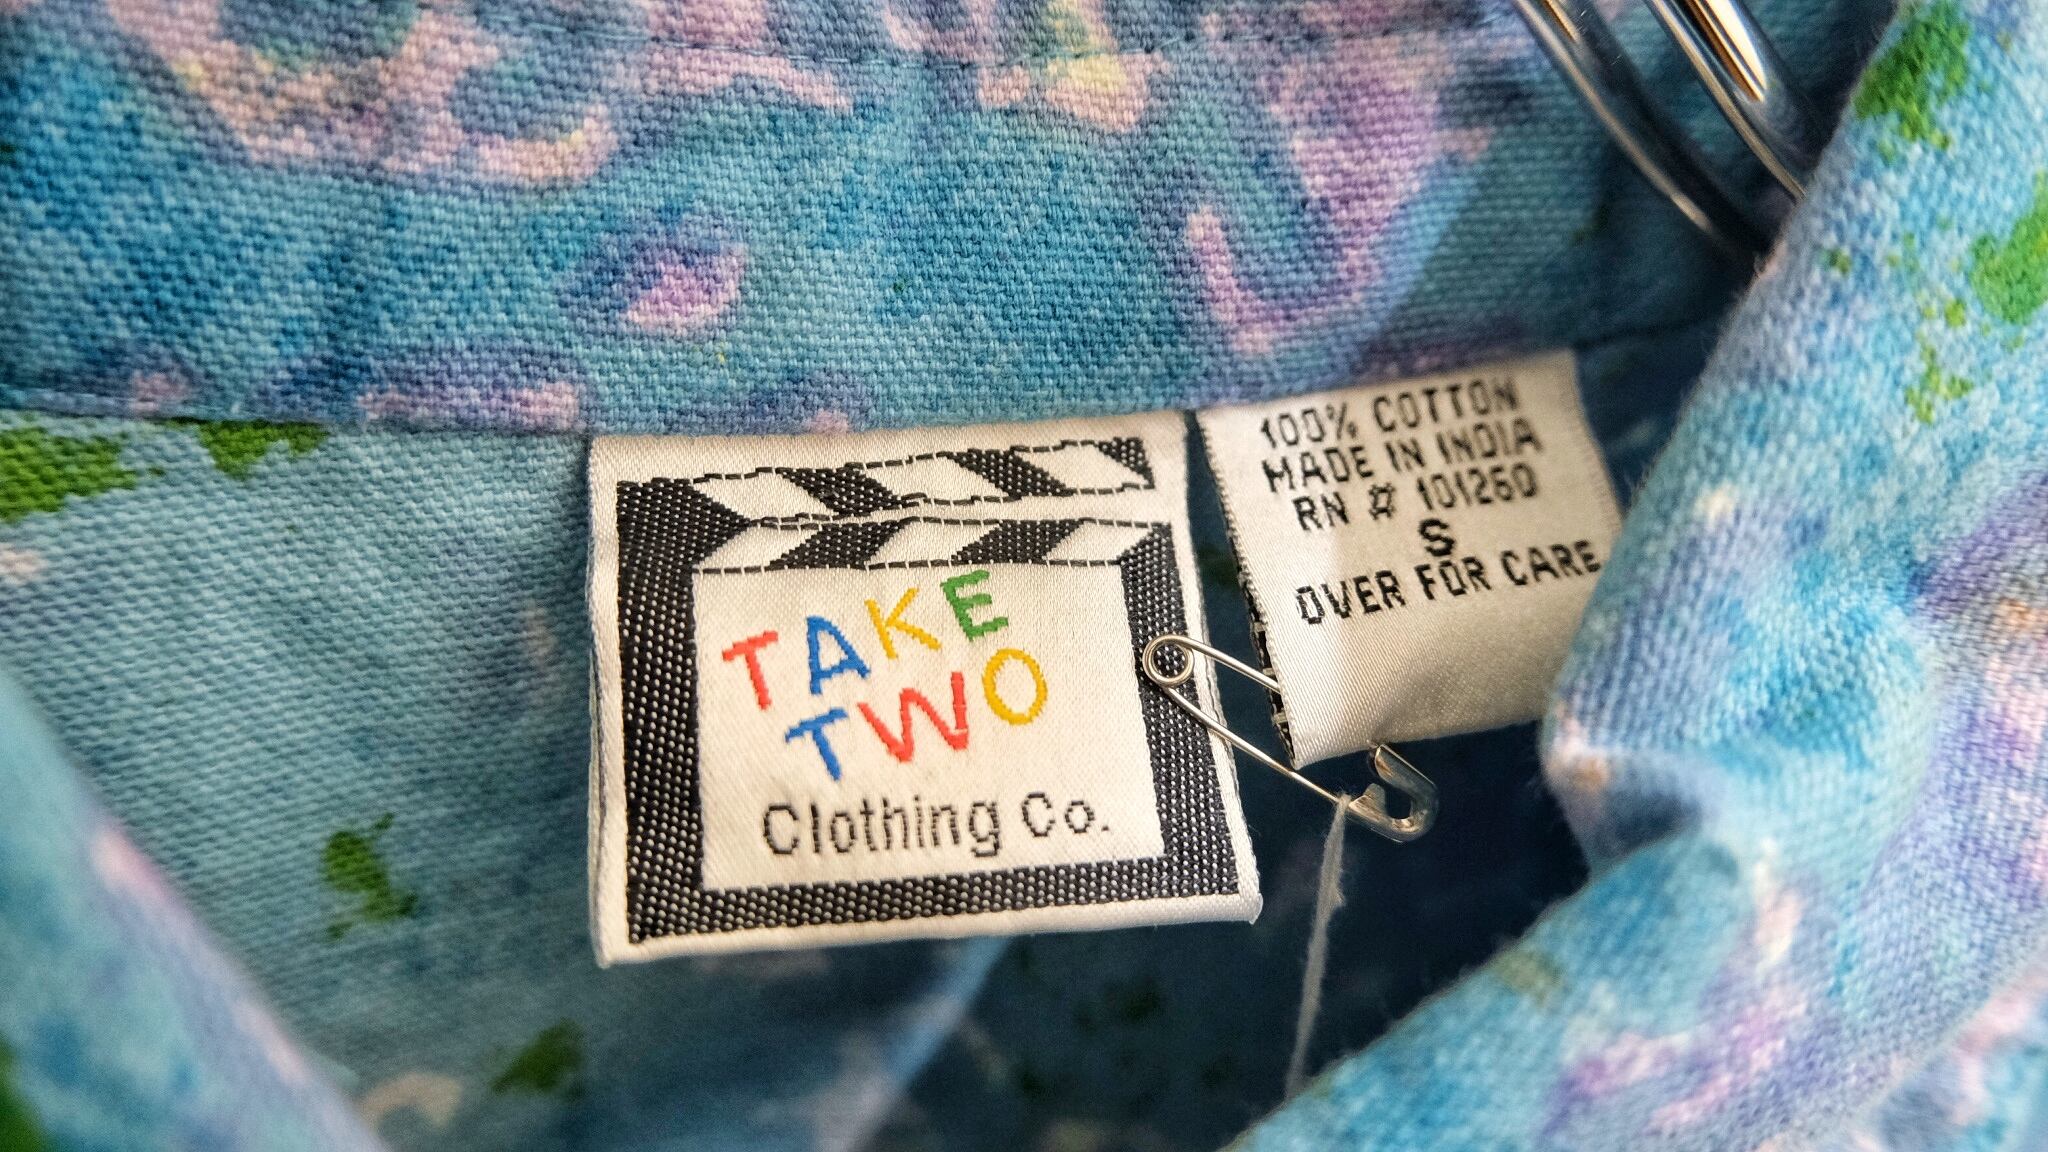 TAKE
TWO
Clothing Co.
100% COTTON
MADE IN INDIA
RN # 101260
S
OVER FOR CARE